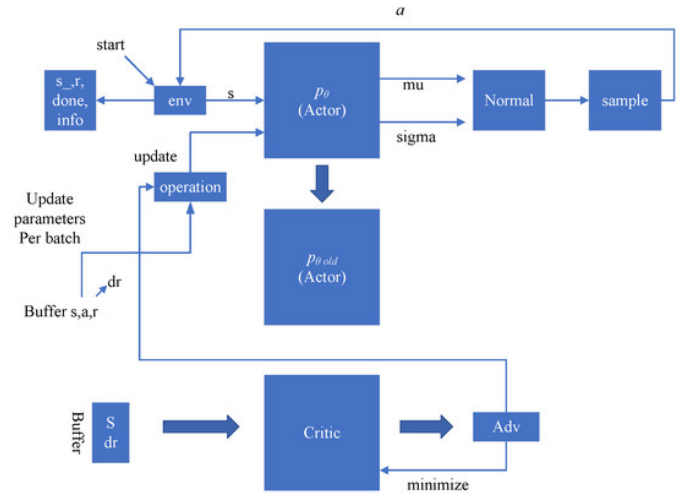 a
start
s_,r,
done,
info
env
s
pθ
(Actor)
mu
sigma
Normal
sample
update
operation
Update
parameters
Per batch
dr
Buffer s,a,r
pθ old
(Actor)
Buffer
S
dr
Critic
Adv
minimize